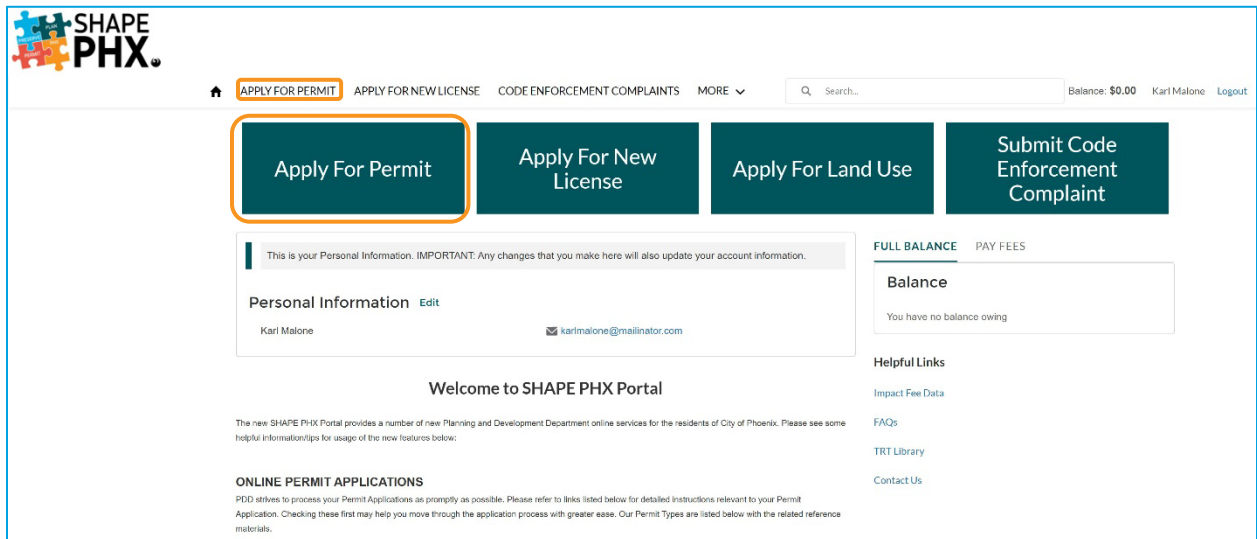 PLAN
PRESERVE
PERMIT
SHAPE
PHX
APPLY FOR PERMIT APPLY FOR NEW LICENSE CODE ENFORCEMENT COMPLAINTS MORE Search... Balance: $0.00 Karl Malone Logout
Apply For Permit
Apply For New
License
Apply For Land Use
Submit Code
Enforcement
Complaint
This is your Personal Information. IMPORTANT: Any changes that you make here will also update your account information.
Personal Information Edit
Karl Malone karlmalone@mailinator.com
FULL BALANCE PAY FEES
Balance
You have no balance owing
Helpful Links
Impact Fee Data
FAQs
TRT Library
Contact Us
Welcome to SHAPE PHX Portal
The new SHAPE PHX Portal provides a number of new Planning and Development Department online services for the residents of City of Phoenix. Please see some
helpful information/tips for usage of the new features below:
ONLINE PERMIT APPLICATIONS
PDD strives to process your Permit Applications as promptly as possible. Please refer to links listed below for detailed instructions relevant to your Permit
Application. Checking these first may help you move through the application process with greater ease. Our Permit Types are listed below with the related reference
materials.